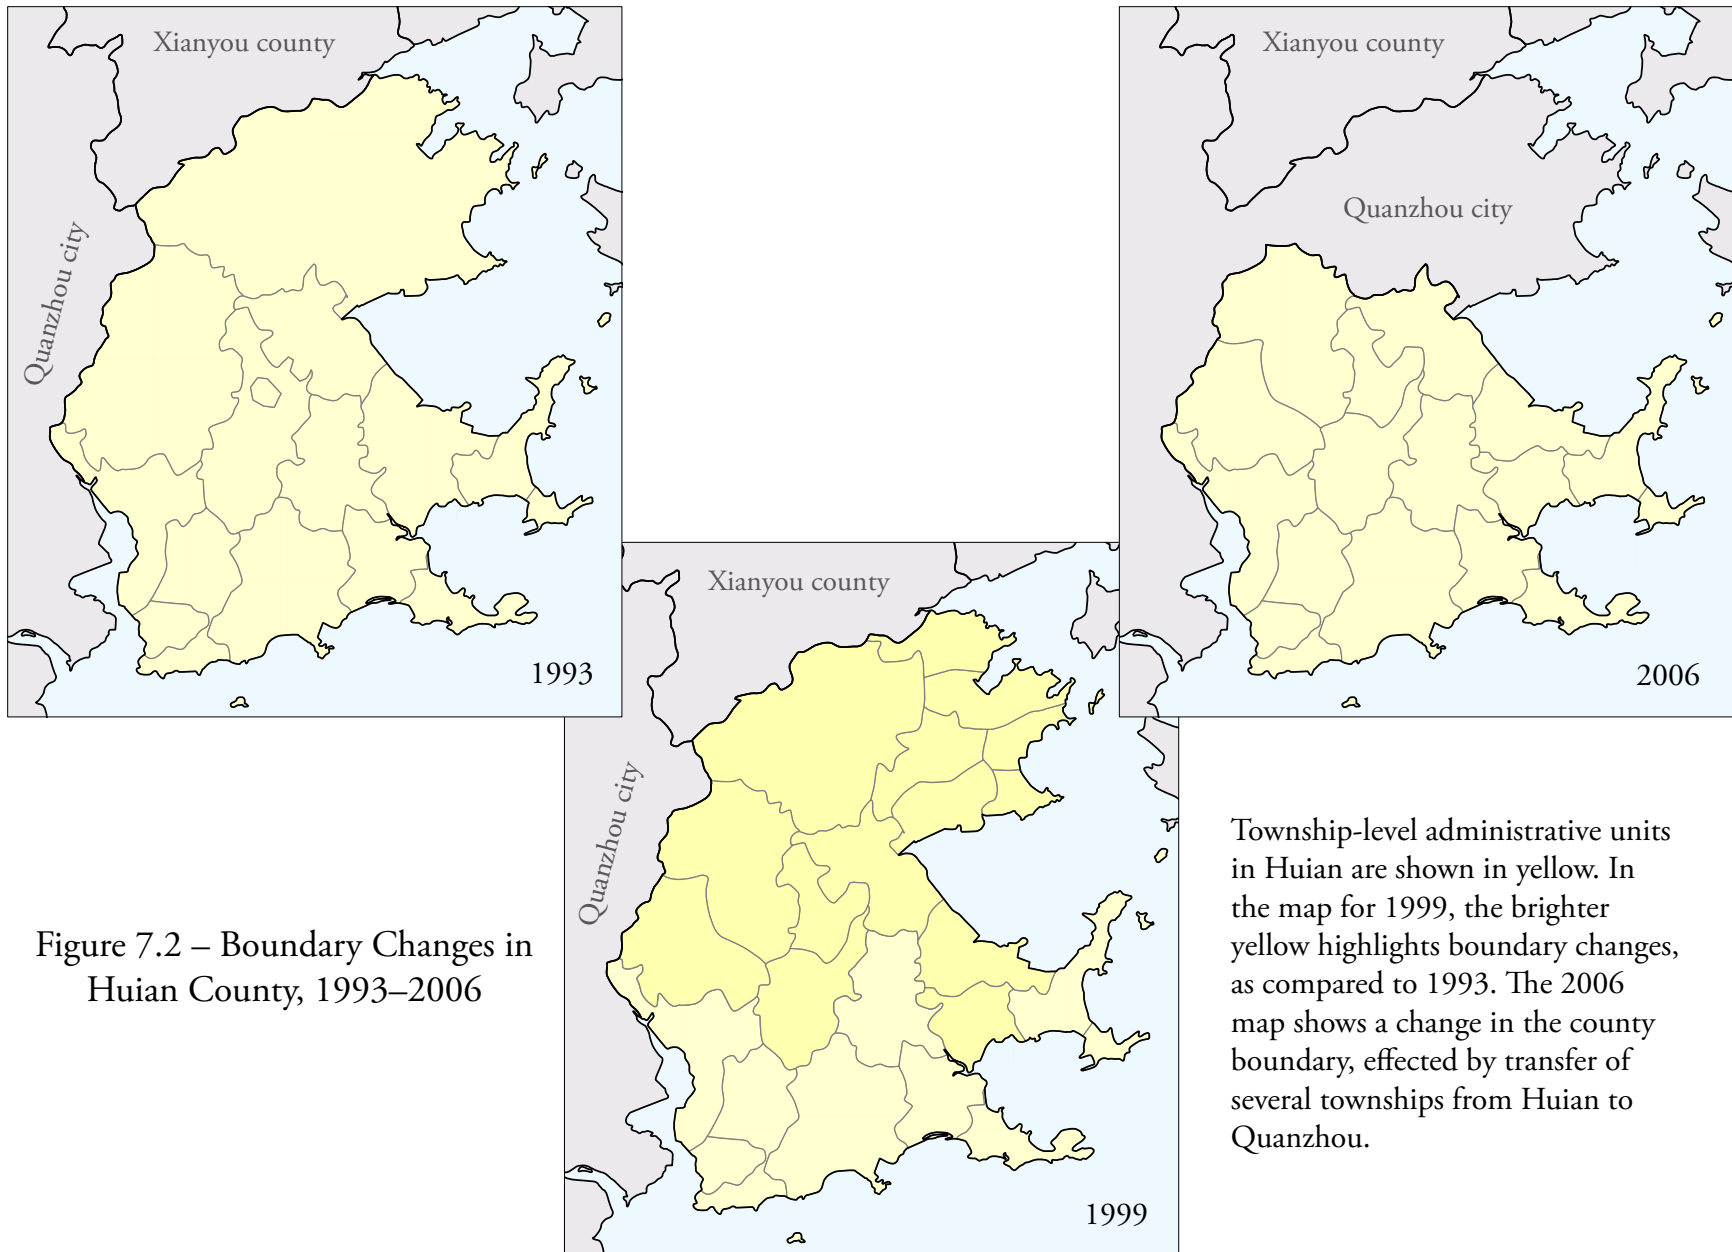 Xianyou county
Quanzhou city
1993
Xianyou county
Quanzhou city
2006
Xianyou county
Quanzhou city
1999
Figure 7.2 – Boundary Changes in
Huian County, 1993–2006
Township-level administrative units
in Huian are shown in yellow. In
the map for 1999, the brighter
yellow highlights boundary changes,
as compared to 1993. The 2006
map shows a change in the county
boundary, effected by transfer of
several townships from Huian to
Quanzhou.